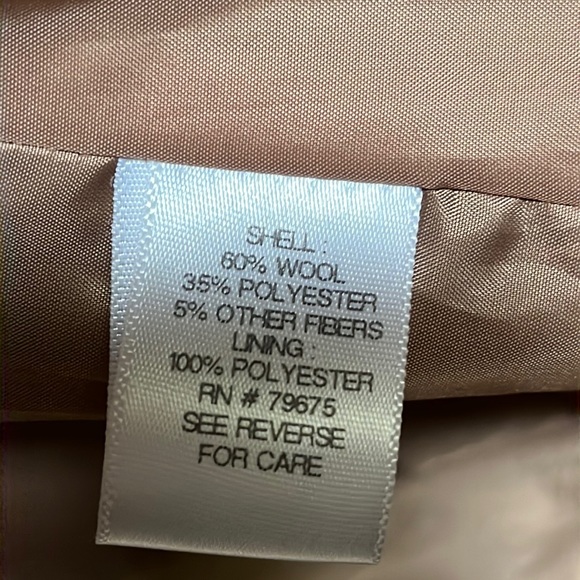 SHELL :
60% WOOL
35% POLYESTER
5% OTHER FIBERS
LINING :
100% POLYESTER
RN # 79675
SEE REVERSE
FOR CARE